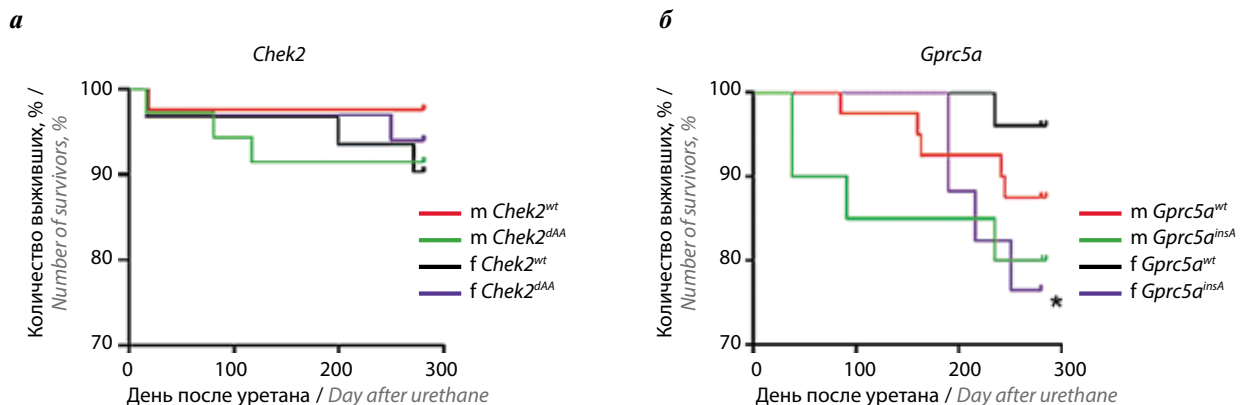 а
Chek2
Количество выживших, % /
Number of survivors, %
100
90
80
70
0
100
200
300
День после уретана / Day after urethane
m Chek2wt
m Chek2dAA
f Chek2wt
f Chek2dAA
б
Gprc5a
Количество выживших, % /
Number of survivors, %
100
90
80
70
0
100
200
300
День после уретана / Day after urethane
m Gprc5awt
m Gprc5ainsA
f Gprc5awt
f Gprc5ainsA
*